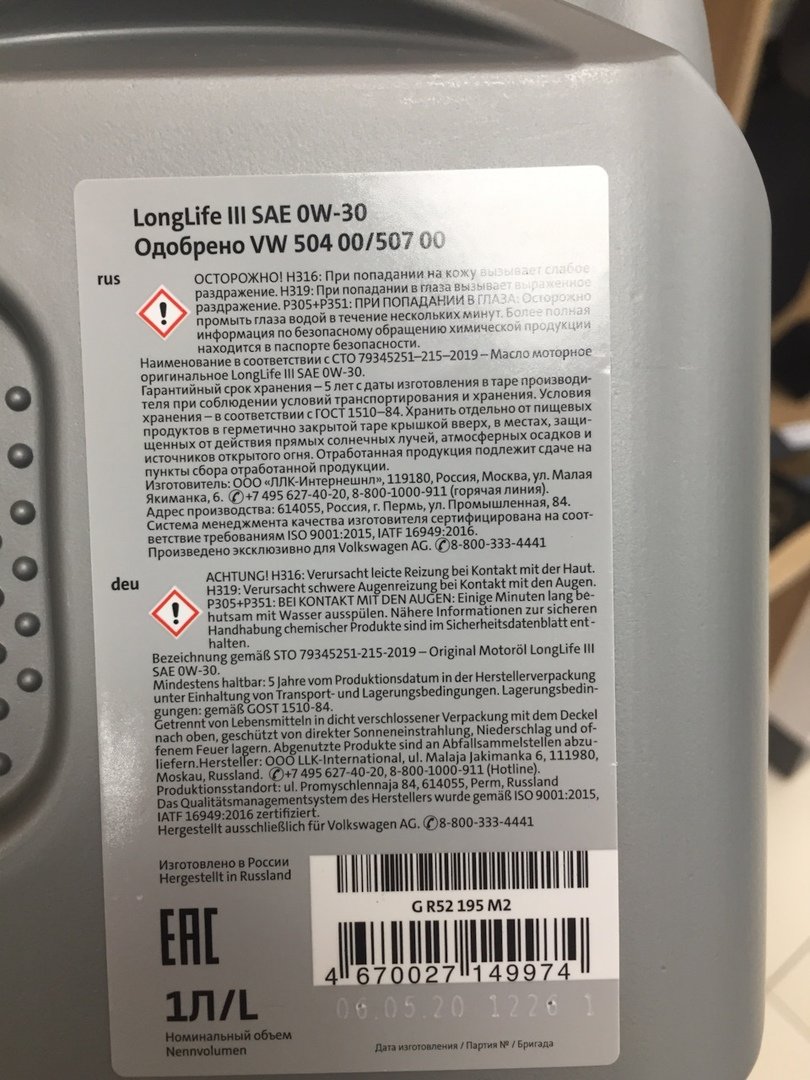 LongLife III SAE 0W-30
Одобрено VW 504 00/507 00
rus
ОСТОРОЖНО! H316: При попадании на кожу вызывает слабое
раздражение. H319: При попадании в глаза вызывает выраженное
раздражение. P305+P351: ПРИ ПОПАДАНИИ В ГЛАЗА: Осторожно
промыть глаза водой в течение нескольких минут. Более полная
информация по безопасному обращению химической продукции
находится в паспорте безопасности.
Наименование в соответствии с СТО 79345251–215–2019 – Масло моторное
оригинальное LongLife III SAE 0W-30.
Гарантийный срок хранения – 5 лет с даты изготовления в таре производи-
теля при соблюдении условий транспортирования и хранения. Условия
хранения – в соответствии с ГОСТ 1510–84. Хранить отдельно от пищевых
продуктов в герметично закрытой таре крышкой вверх, в местах, защи-
щенных от действия прямых солнечных лучей, атмосферных осадков и
источников открытого огня. Отработанная продукция подлежит сдаче на
пункты сбора отработанной продукции.
Изготовитель: ООО «ЛЛК-Интернешнл», 119180, Россия, Москва, ул. Малая
Якиманка, 6. ✆+7 495 627-40-20, 8-800-1000-911 (горячая линия).
Адрес производства: 614055, Россия, г. Пермь, ул. Промышленная, 84.
Система менеджмента качества изготовителя сертифицирована на соот-
ветствие требованиям ISO 9001:2015, IATF 16949:2016.
Произведено эксклюзивно для Volkswagen AG. ✆8-800-333-4441
deu
ACHTUNG! H316: Verursacht leicte Reizung bei Kontakt mit der Haut.
H319: Verursacht schwere Augenreizung bei Kontakt mit den Augen.
P305+P351: BEI KONTAKT MIT DEN AUGEN: Einige Minuten lang be-
hutsam mit Wasser ausspülen. Nähere Informationen zur sicheren
Handhabung chemischer Produkte sind im Sicherheitsdatenblatt ent-
halten.
Bezeichnung gemäß STO 79345251-215-2019 – Original Motoröl LongLife III
SAE 0W-30.
Mindestens haltbar: 5 Jahre vom Produktionsdatum in der Herstellerverpackung
unter Einhaltung von Transport- und Lagerungsbedingungen. Lagerungsbedin-
gungen: gemäß GOST 1510-84.
Getrennt von Lebensmitteln in dicht verschlossener Verpackung mit dem Deckel
nach oben, geschützt von direkter Sonneneinstrahlung, Niederschlag und of-
fenem Feuer lagern. Abgenutzte Produkte sind an Abfallsammelstellen abzu-
liefern.Hersteller: OOO LLK-International, ul. Malaja Jakimanka 6, 111980,
Moskau, Russland. ✆+7 495 627-40-20, 8-800-1000-911 (Hotline).
Produktionsstandort: ul. Promyschlennaja 84, 614055, Perm, Russland
Das Qualitätsmanagementsystem des Herstellers wurde gemäß ISO 9001:2015,
IATF 16949:2016 zertifiziert.
Hergestellt ausschließlich für Volkswagen AG. ✆8-800-333-4441
Изготовлено в России
Hergestellt in Russland
G R52 195 M2
EAC
4 670027 149974
06.05.20 1226 1
1Л/L
Номинальный объем
Nennvolumen
Дата изготовления / Партия № / Бригада